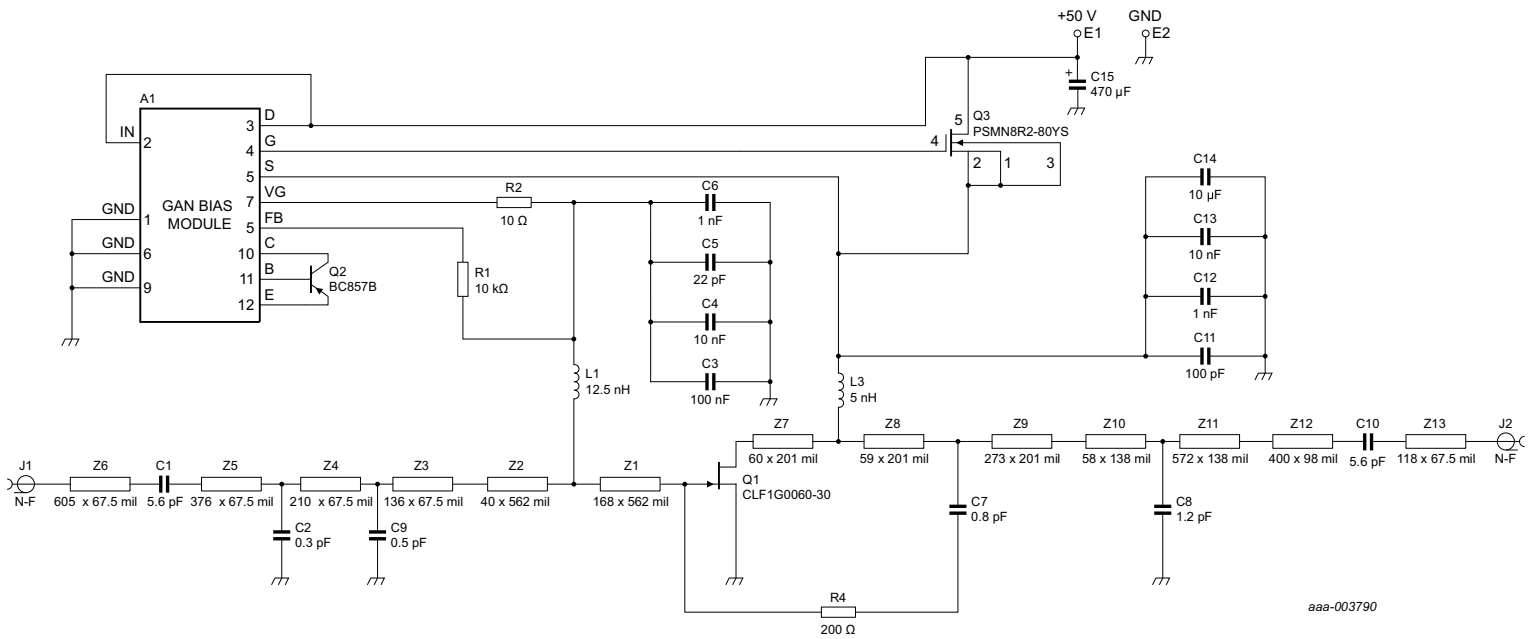 +50 V
E1
GND
E2
C15
470 µF
+
A1
IN
2
GND
1
GND
6
GND
9
GAN BIAS
MODULE
D
3
G
4
S
5
VG
7
FB
5
C
10
B
11
E
12
Q2
BC857B
R2
10 Ω
R1
10 kΩ
C6
1 nF
C5
22 pF
C4
10 nF
C3
100 nF
L1
12.5 nH
Q3
PSMN8R2-80YS
5
4
2
1
3
C14
10 µF
C13
10 nF
C12
1 nF
C11
100 pF
L3
5 nH
J1
N-F
Z6
605 x 67.5 mil
C1
5.6 pF
Z5
376 x 67.5 mil
C2
0.3 pF
Z4
210 x 67.5 mil
C9
0.5 pF
Z3
136 x 67.5 mil
Z2
40 x 562 mil
Z1
168 x 562 mil
Q1
CLF1G0060-30
Z7
60 x 201 mil
Z8
59 x 201 mil
C7
0.8 pF
R4
200 Ω
Z9
273 x 201 mil
Z10
58 x 138 mil
C8
1.2 pF
Z11
572 x 138 mil
Z12
400 x 98 mil
C10
5.6 pF
Z13
118 x 67.5 mil
J2
N-F
aaa-003790